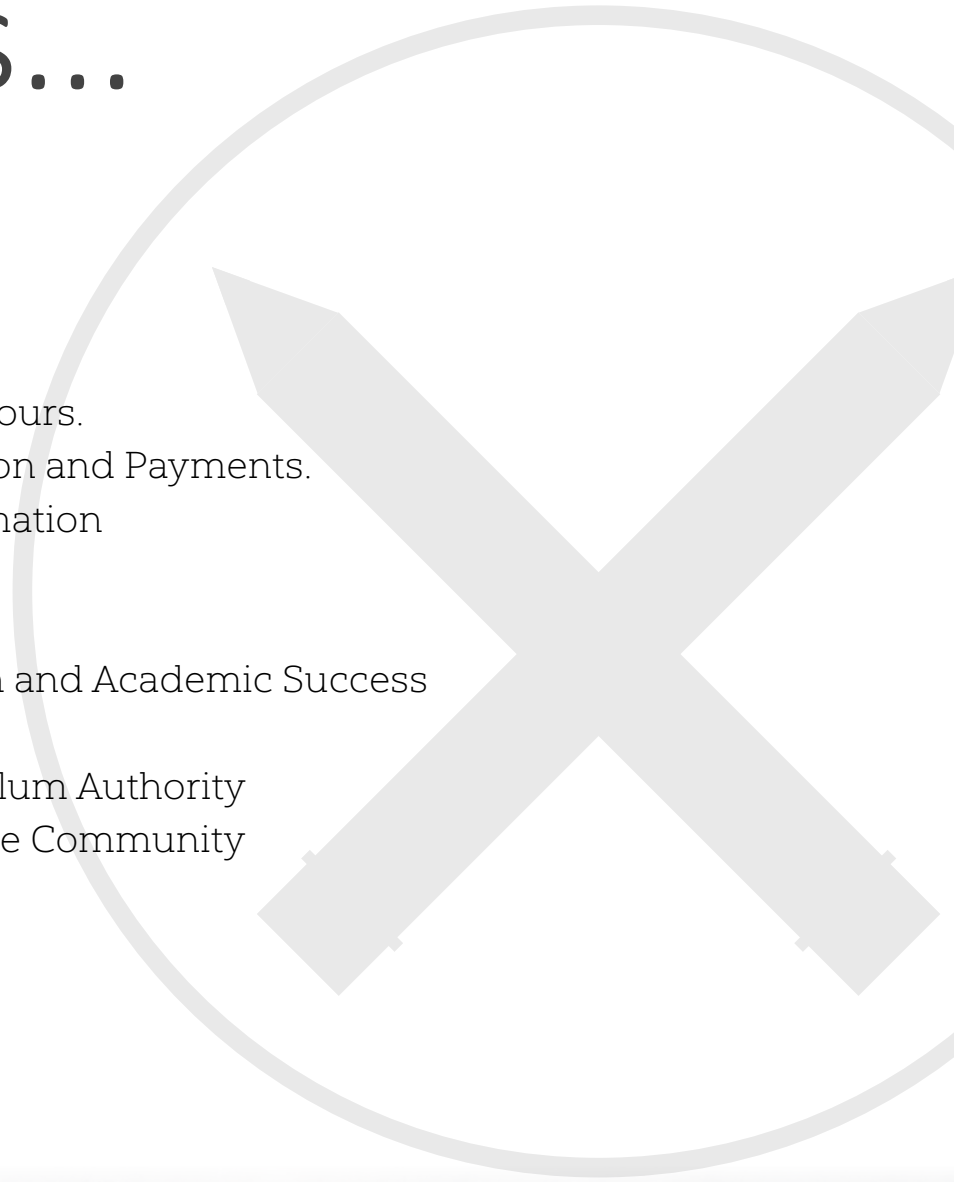 s...
ours.
on and Payments.
nation
n and Academic Success
lum Authority
e Community